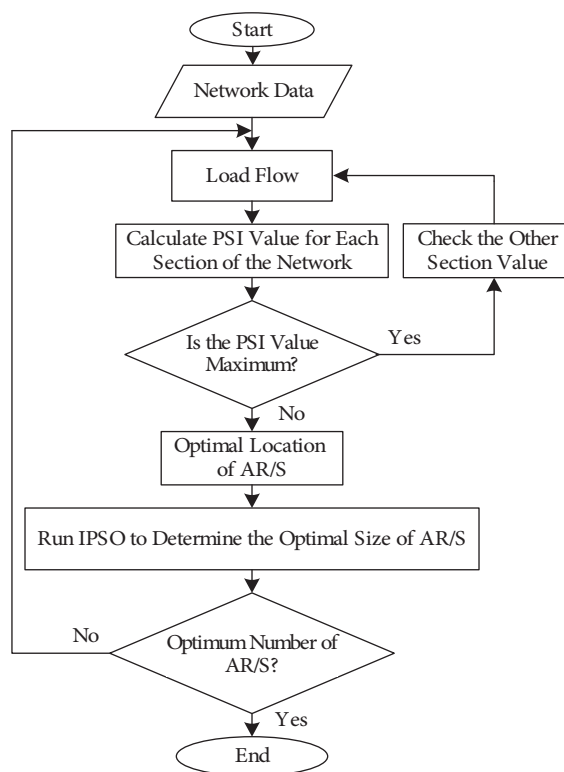 Start
Network Data
Load Flow
Calculate PSI Value for Each
Section of the Network
Check the Other
Section Value
Is the PSI Value
Maximum?
Yes
No
Optimal Location
of AR/S
Run IPSO to Determine the Optimal Size of AR/S
No
Optimum Number of
AR/S?
Yes
End